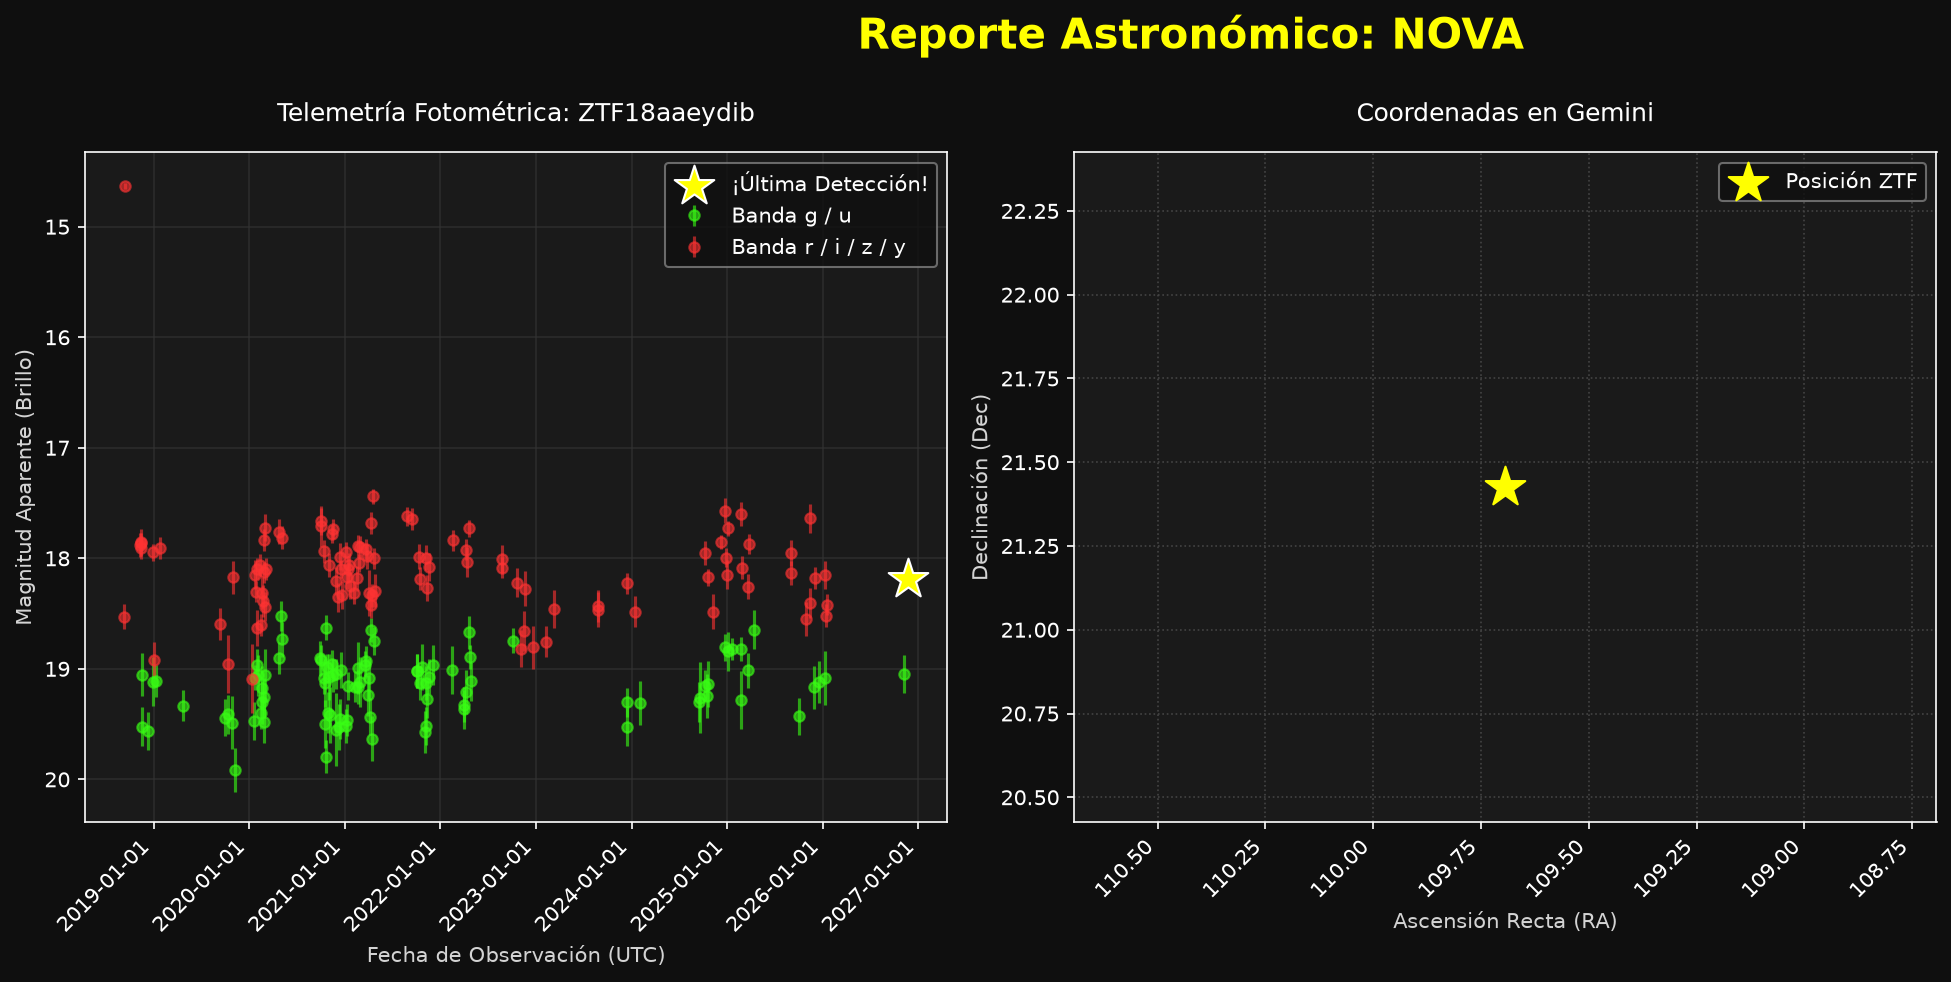 Reporte Astronómico: NOVA
Telemetría Fotométrica: ZTF18aaeydib
¡Última Detección!
Banda g / u
Banda r / i / z / y
Magnitud Aparente (Brillo)
15
16
17
18
19
20
2019-01-01
2020-01-01
2021-01-01
2022-01-01
2023-01-01
2024-01-01
2025-01-01
2026-01-01
2027-01-01
Fecha de Observación (UTC)
Coordenadas en Gemini
Posición ZTF
Declinación (Dec)
22.25
22.00
21.75
21.50
21.25
21.00
20.75
20.50
110.50
110.25
110.00
109.75
109.50
109.25
109.00
108.75
Ascensión Recta (RA)